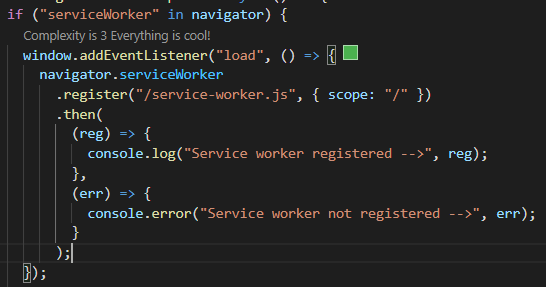 if ("serviceWorker" in navigator) {
Complexity is 3 Everything is cool!
window.addEventListener("load", () => {
navigator.serviceWorker
.register("/service-worker.js", { scope: "/" })
.then(
(reg) => {
console.log("Service worker registered -->", reg);
},
(err) => {
console.error("Service worker not registered -->", err);
}
);
});